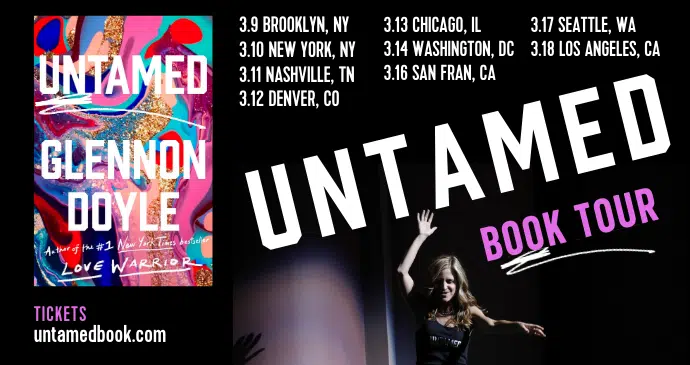 UNTAMED
GLENNON
DOYLE
Author of the #1 New York Times bestseller
LOVE WARRIOR
TICKETS
untamedbook.com
3.9 BROOKLYN, NY
3.10 NEW YORK, NY
3.11 NASHVILLE, TN
3.12 DENVER, CO
3.13 CHICAGO, IL
3.14 WASHINGTON, DC
3.16 SAN FRAN, CA
3.17 SEATTLE, WA
3.18 LOS ANGELES, CA
UNTAMED
BOOK TOUR
UNTAMED